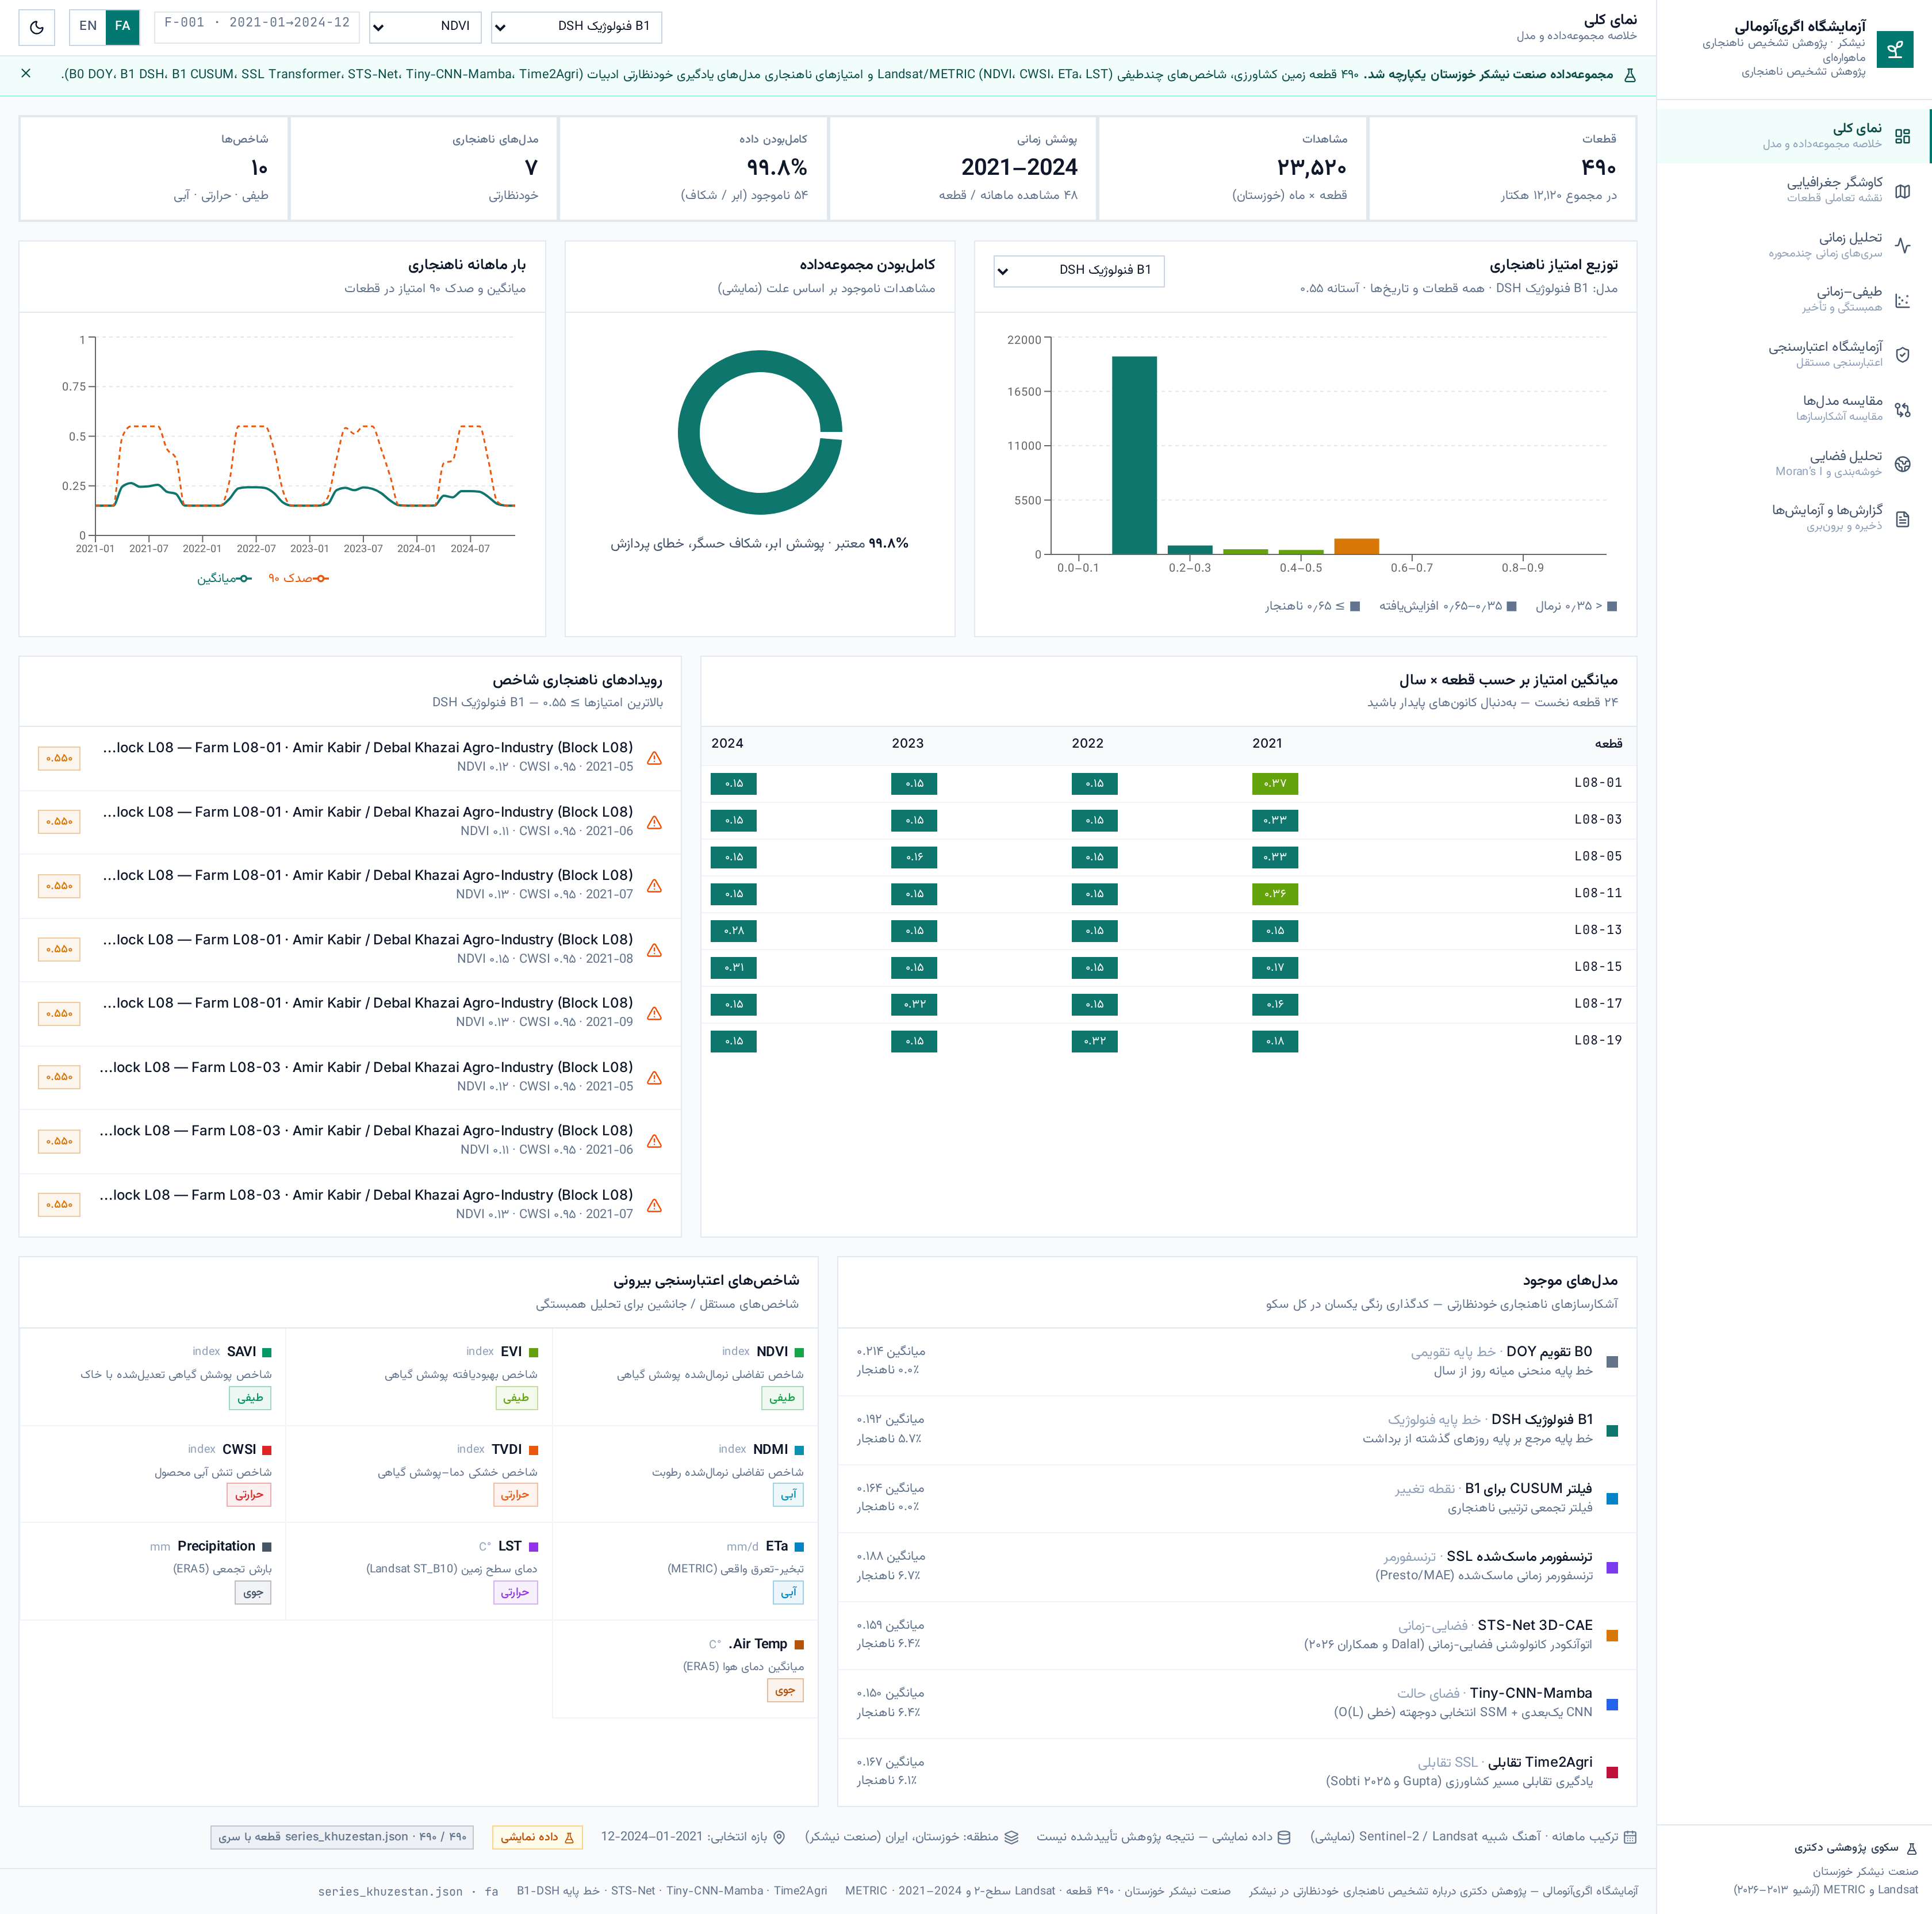 آزمایشگاه اگری‌آنومالی
نیشکر · پژوهش تشخیص ناهنجاری
ماهواره‌ای
پژوهش تشخیص ناهنجاری
نمای کلی
خلاصه مجموعه‌داده و مدل
کاوشگر جغرافیایی
نقشه تعاملی قطعات
تحلیل زمانی
سری‌های زمانی چندمحوره
طیفی–زمانی
همبستگی و تأخیر
آزمایشگاه اعتبارسنجی
اعتبارسنجی مستقل
مقایسه مدل‌ها
مقایسه آشکارسازها
تحلیل فضایی
خوشه‌بندی و Moran's I
گزارش‌ها و آزمایش‌ها
ذخیره و برون‌بری
سکوی پژوهشی دکتری
صنعت نیشکر خوزستان
Landsat و METRIC (آرشیو ۲۰۱۳–۲۰۲۶)
نمای کلی
خلاصه مجموعه‌داده و مدل
B1 فنولوژیک DSH
NDVI
F-001 · 2021-01→2024-12
FA
EN
مجموعه‌داده صنعت نیشکر خوزستان یکپارچه شد. ۴۹۰ قطعه زمین کشاورزی، شاخص‌های چندطیفی Landsat/METRIC (NDVI، CWSI، ETa، LST) و امتیازهای ناهنجاری مدل‌های یادگیری خودنظارتی ادبیات (B0 DOY، B1 DSH، B1 CUSUM، SSL Transformer، STS-Net، Tiny-CNN-Mamba، Time2Agri).
قطعات
۴۹۰
در مجموع ۱۲,۱۲۰ هکتار
مشاهدات
۲۳,۵۲۰
قطعه × ماه (خوزستان)
پوشش زمانی
2021–2024
۴۸ مشاهده ماهانه / قطعه
کامل‌بودن داده
۹۹.۸%
۵۴ ناموجود (ابر / شکاف)
مدل‌های ناهنجاری
۷
خودنظارتی
شاخص‌ها
۱۰
طیفی · حرارتی · آبی
توزیع امتیاز ناهنجاری
مدل: B1 فنولوژیک DSH · همه قطعات و تاریخ‌ها · آستانه ۰.۵۵
B1 فنولوژیک DSH
22000
16500
11000
5500
0
0.0–0.1 0.2–0.3 0.4–0.5 0.6–0.7 0.8–0.9
< ۰٫۳۵ نرمال
۰٫۳۵–۰٫۶۵ افزایش‌یافته
≥ ۰٫۶۵ ناهنجار
کامل‌بودن مجموعه‌داده
مشاهدات ناموجود بر اساس علت (نمایشی)
۹۹.۸% معتبر · پوشش ابر، شکاف حسگر، خطای پردازش
بار ماهانه ناهنجاری
میانگین و صدک ۹۰ امتیاز در قطعات
1
0.75
0.5
0.25
0
2021-01 2021-07 2022-01 2022-07 2023-01 2023-07 2024-01 2024-07
صدک ۹۰
میانگین
میانگین امتیاز بر حسب قطعه × سال
۲۴ قطعه نخست — به‌دنبال کانون‌های پایدار باشید
قطعه 2021 2022 2023 2024
L08-01 ۰.۳۷ ۰.۱۵ ۰.۱۵ ۰.۱۵
L08-03 ۰.۳۳ ۰.۱۵ ۰.۱۵ ۰.۱۵
L08-05 ۰.۳۳ ۰.۱۵ ۰.۱۶ ۰.۱۵
L08-11 ۰.۳۶ ۰.۱۵ ۰.۱۵ ۰.۱۵
L08-13 ۰.۱۵ ۰.۱۵ ۰.۱۵ ۰.۲۸
L08-15 ۰.۱۷ ۰.۱۵ ۰.۱۵ ۰.۳۱
L08-17 ۰.۱۶ ۰.۱۵ ۰.۳۲ ۰.۱۵
L08-19 ۰.۱۸ ۰.۳۲ ۰.۱۵ ۰.۱۵
رویدادهای ناهنجاری شاخص
بالاترین امتیازها ≥ ۰.۵۵ — B1 فنولوژیک DSH
...lock L08 — Farm L08-01 · Amir Kabir / Debal Khazai Agro-Industry (Block L08)
NDVI ۰.۱۲ · CWSI ۰.۹۵ · 2021-05
۰.۵۵۰
...lock L08 — Farm L08-01 · Amir Kabir / Debal Khazai Agro-Industry (Block L08)
NDVI ۰.۱۱ · CWSI ۰.۹۵ · 2021-06
۰.۵۵۰
...lock L08 — Farm L08-01 · Amir Kabir / Debal Khazai Agro-Industry (Block L08)
NDVI ۰.۱۳ · CWSI ۰.۹۵ · 2021-07
۰.۵۵۰
...lock L08 — Farm L08-01 · Amir Kabir / Debal Khazai Agro-Industry (Block L08)
NDVI ۰.۱۵ · CWSI ۰.۹۵ · 2021-08
۰.۵۵۰
...lock L08 — Farm L08-01 · Amir Kabir / Debal Khazai Agro-Industry (Block L08)
NDVI ۰.۱۳ · CWSI ۰.۹۵ · 2021-09
۰.۵۵۰
...lock L08 — Farm L08-03 · Amir Kabir / Debal Khazai Agro-Industry (Block L08)
NDVI ۰.۱۲ · CWSI ۰.۹۵ · 2021-05
۰.۵۵۰
...lock L08 — Farm L08-03 · Amir Kabir / Debal Khazai Agro-Industry (Block L08)
NDVI ۰.۱۱ · CWSI ۰.۹۵ · 2021-06
۰.۵۵۰
...lock L08 — Farm L08-03 · Amir Kabir / Debal Khazai Agro-Industry (Block L08)
NDVI ۰.۱۳ · CWSI ۰.۹۵ · 2021-07
۰.۵۵۰
مدل‌های موجود
آشکارسازهای ناهنجاری خودنظارتی — کدگذاری رنگی یکسان در کل سکو
B0 تقویم DOY · خط پایه تقویمی
خط پایه منحنی میانه روز از سال
میانگین ۰.۲۱۴
۰.۰٪ ناهنجار
B1 فنولوژیک DSH · خط پایه فنولوژیک
خط پایه مرجع بر پایه روزهای گذشته از برداشت
میانگین ۰.۱۹۲
۵.۷٪ ناهنجار
فیلتر CUSUM برای B1 · نقطه تغییر
فیلتر تجمعی ترتیبی ناهنجاری
میانگین ۰.۱۶۴
۰.۰٪ ناهنجار
ترنسفورمر ماسک‌شده SSL · ترنسفورمر
ترنسفورمر زمانی ماسک‌شده (Presto/MAE)
میانگین ۰.۱۸۸
۶.۷٪ ناهنجار
STS-Net 3D-CAE · فضایی-زمانی
اتوآنکودر کانولوشنی فضایی-زمانی (Dalal و همکاران ۲۰۲۶)
میانگین ۰.۱۵۹
۶.۴٪ ناهنجار
Tiny-CNN-Mamba · فضای حالت
CNN یک‌بعدی + SSM انتخابی دوجهته (خطی O(L))
میانگین ۰.۱۵۰
۶.۴٪ ناهنجار
Time2Agri تقابلی · SSL تقابلی
یادگیری تقابلی مسیر کشاورزی (Gupta و Sobti ۲۰۲۵)
میانگین ۰.۱۶۷
۶.۱٪ ناهنجار
شاخص‌های اعتبارسنجی بیرونی
شاخص‌های مستقل / جانشین برای تحلیل همبستگی
NDVI index
شاخص تفاضلی نرمال‌شده پوشش گیاهی
طیفی
EVI index
شاخص بهبودیافته پوشش گیاهی
طیفی
SAVI index
شاخص پوشش گیاهی تعدیل‌شده با خاک
طیفی
NDMI index
شاخص تفاضلی نرمال‌شده رطوبت
آبی
TVDI index
شاخص خشکی دما–پوشش گیاهی
حرارتی
CWSI index
شاخص تنش آبی محصول
حرارتی
ETa mm/d
تبخیر-تعرق واقعی (METRIC)
آبی
LST °C
دمای سطح زمین (Landsat ST_B10)
حرارتی
Precipitation mm
بارش تجمعی (ERA5)
جوی
Air Temp. °C
میانگین دمای هوا (ERA5)
جوی
ترکیب ماهانه · آهنگ شبیه Sentinel-2 / Landsat (نمایشی)
داده نمایشی — نتیجه پژوهش تأییدشده نیست
منطقه: خوزستان، ایران (صنعت نیشکر)
بازه انتخابی: 2021-01–2024-12
داده نمایشی
۴۹۰ / ۴۹۰ قطعه با سری · series_khuzestan.json
آزمایشگاه اگری‌آنومالی — پژوهش دکتری درباره تشخیص ناهنجاری خودنظارتی در نیشکر
صنعت نیشکر خوزستان · ۴۹۰ قطعه · Landsat سطح-۲ و METRIC · 2021–2024
خط پایه B1-DSH · STS-Net · Tiny-CNN-Mamba · Time2Agri
series_khuzestan.json · fa